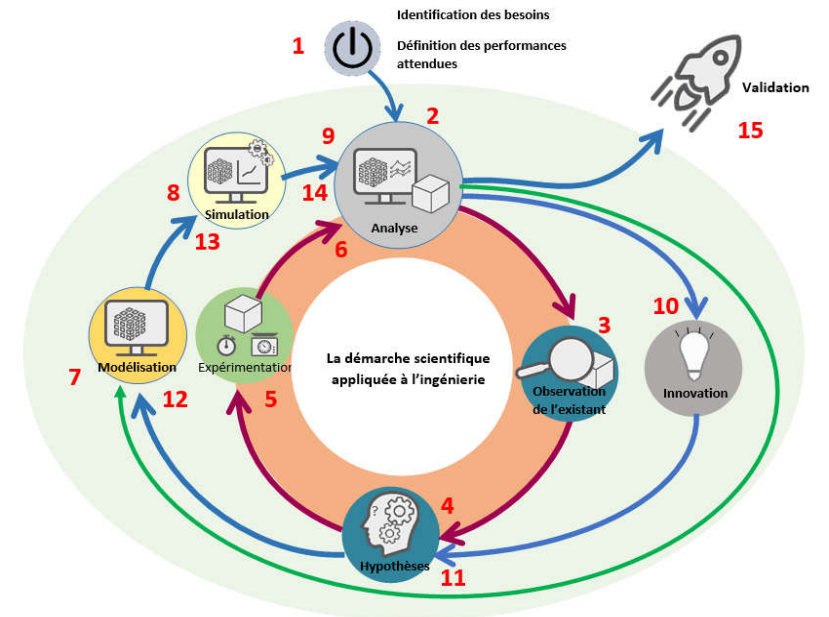 Identification des besoins
1
Définition des performances
attendues
Validation
15
2
9
14
Analyse
8
Simulation
13
6
10
3
La démarche scientifique
appliquée à l'ingénierie
7
Modélisation
Expérimentation
12
5
Observation
de l'existant
Innovation
4
?
Hypothèses
11